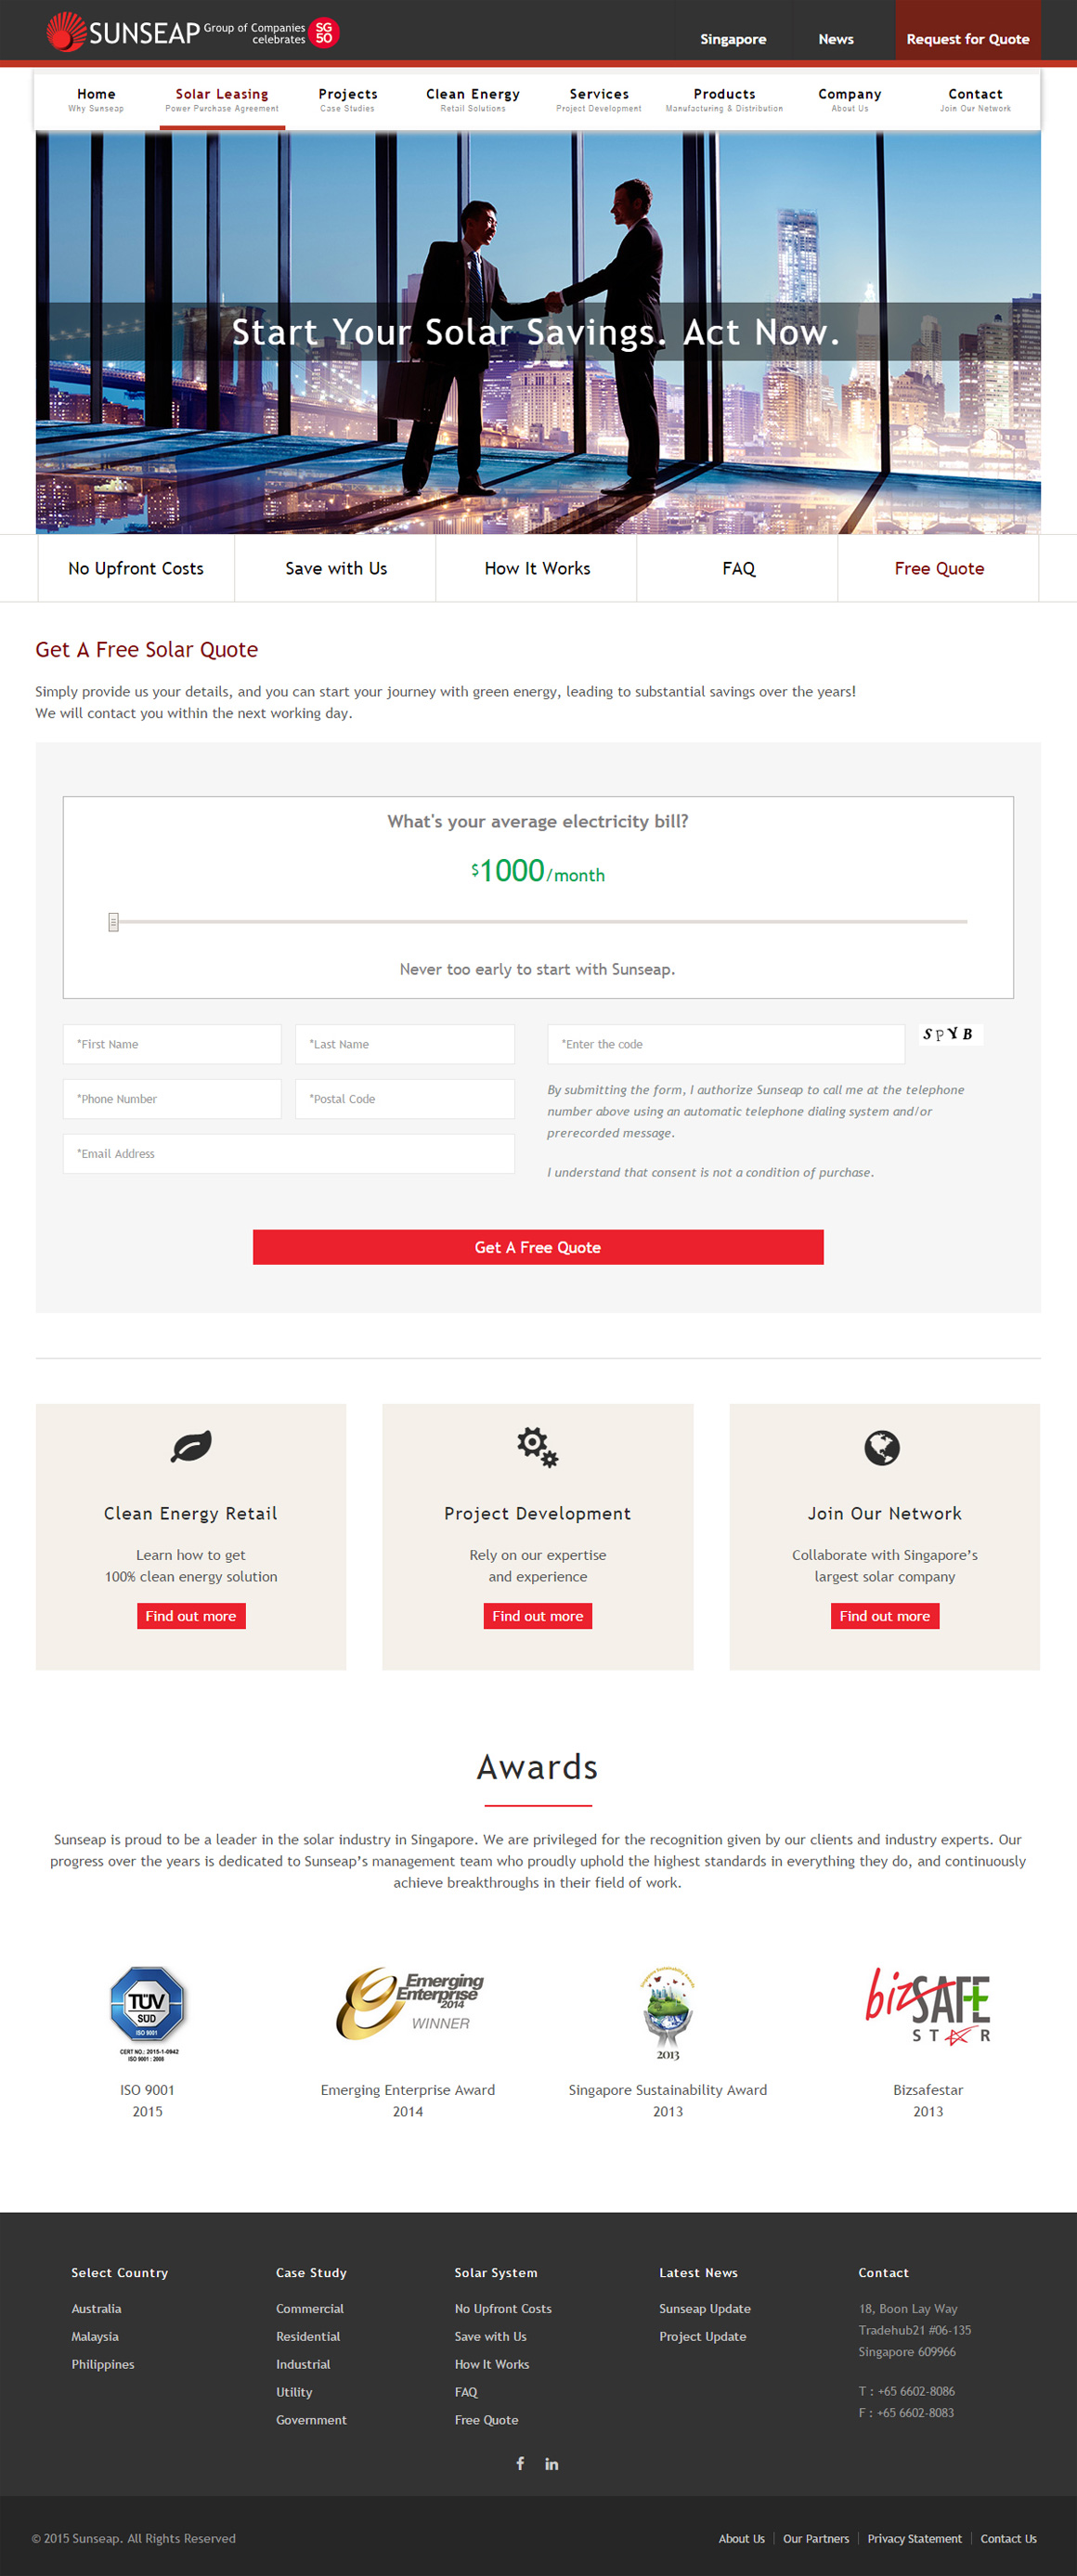 SUNSEAP Group of Companies
celebrates
SG
50
Singapore
News
Request for Quote
Home
Why Sunseap
Solar Leasing
Power Purchase Agreement
Projects
Case Studies
Clean Energy
Retail Solutions
Services
Project Development
Products
Manufacturing & Distribution
Company
About Us
Contact
Join Our Network
Start Your Solar Savings. Act Now.
No Upfront Costs
Save with Us
How It Works
FAQ
Free Quote
Get A Free Solar Quote
Simply provide us your details, and you can start your journey with green energy, leading to substantial savings over the years!
We will contact you within the next working day.
What's your average electricity bill?
$1000/month
Never too early to start with Sunseap.
*First Name
*Last Name
*Phone Number
*Postal Code
*Email Address
*Enter the code
SPYB
By submitting the form, I authorize Sunseap to call me at the telephone
number above using an automatic telephone dialing system and/or
prerecorded message.
I understand that consent is not a condition of purchase.
Get A Free Quote
Clean Energy Retail
Learn how to get
100% clean energy solution
Find out more
Project Development
Rely on our expertise
and experience
Find out more
Join Our Network
Collaborate with Singapore’s
largest solar company
Find out more
Awards
Sunseap is proud to be a leader in the solar industry in Singapore. We are privileged for the recognition given by our clients and industry experts. Our
progress over the years is dedicated to Sunseap’s management team who proudly uphold the highest standards in everything they do, and continuously
achieve breakthroughs in their field of work.
TÜV
SÜD
ISO 9001
CERT NO.: 2015-1-0942
ISO 9001 : 2008
ISO 9001
2015
Emerging
Enterprise
2014
WINNER
Emerging Enterprise Award
2014
Singapore Sustainability Awards
2013
Singapore Sustainability Award
2013
bizSAFE
STAR
Bizsafestar
2013
Select Country
Australia
Malaysia
Philippines
Case Study
Commercial
Residential
Industrial
Utility
Government
Solar System
No Upfront Costs
Save with Us
How It Works
FAQ
Free Quote
Latest News
Sunseap Update
Project Update
Contact
18, Boon Lay Way
Tradehub21 #06-135
Singapore 609966
T : +65 6602-8086
F : +65 6602-8083
© 2015 Sunseap. All Rights Reserved
About Us
Our Partners
Privacy Statement
Contact Us